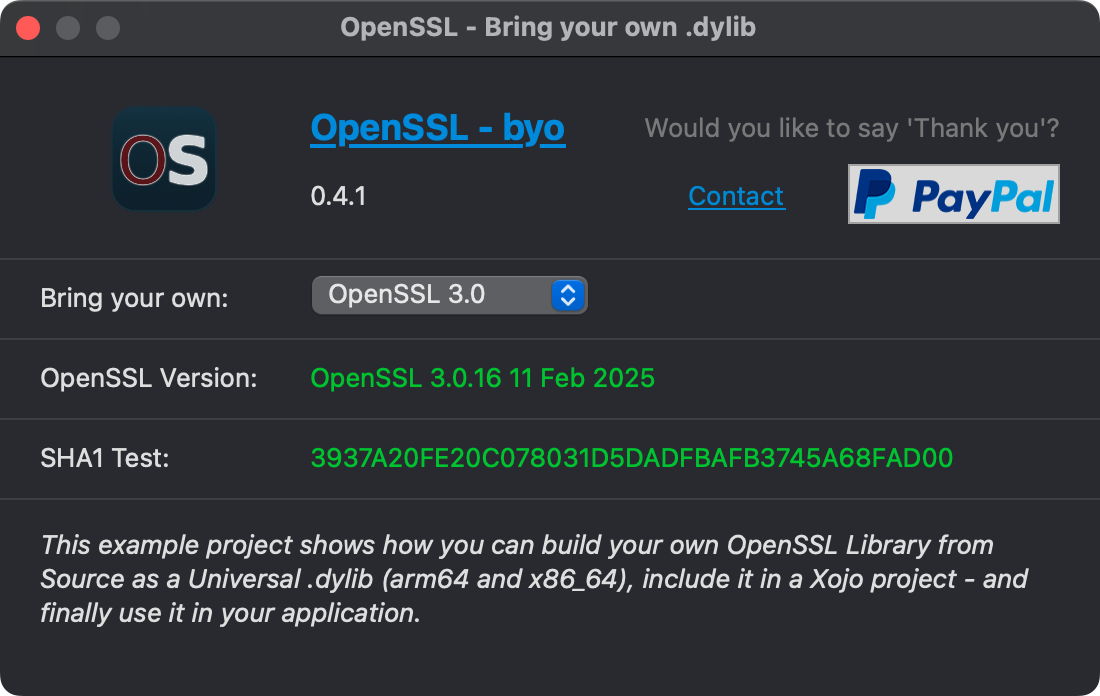 OpenSSL - Bring your own .dylib
OS
OpenSSL - byo
Would you like to say 'Thank you'?
0.4.1
Contact
PayPal
Bring your own:
OpenSSL 3.0
OpenSSL Version:
OpenSSL 3.0.16 11 Feb 2025
SHA1 Test:
3937A20FE20C078031D5DADFBAFB3745A68FAD00
This example project shows how you can build your own OpenSSL Library from
Source as a Universal .dylib (arm64 and x86_64), include it in a Xojo project - and
finally use it in your application.